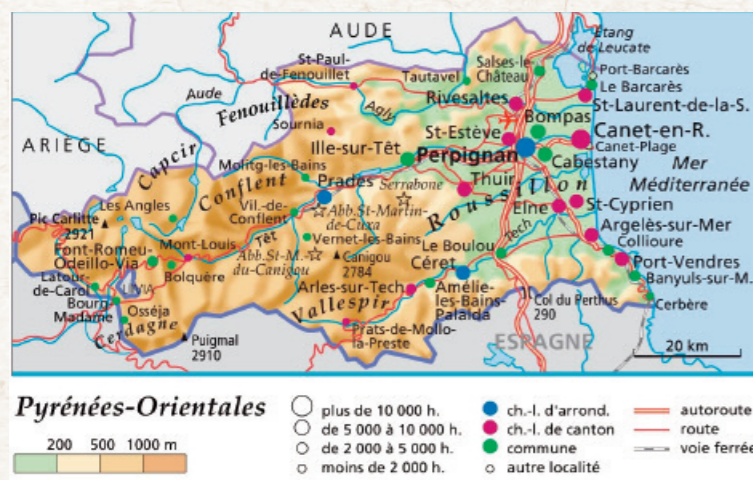 AUDE
Étang
de Leucate
St-Paul-
de-Fenouillet
Tautavel
Salses-le-
Château
Port-Barcarès
Le Barcarès
Aude
Fenouillèdes
Agly
Rivesaltes
St-Laurent-de-la-S.
ARIEGE
Sournia
St-Estève
Bompas
Canet-en-R.
Capcir
Ille-sur-Têt
Perpignan
Canet-Plage
Molitg-les-Bains
Cabestany
Mer
Méditerranée
Conflent
Prades
Serrabone
Thuir
Roussillon
Les Angles
Vil.-de-
Conflent
Abb.St-Martin-
de-Cuxa
Elne
St-Cyprien
Pic Carlitte
2921
Têt
Vernet-les-Bains
Tech
Argelès-sur-Mer
Font-Romeu-
Odeillo-Via
Mont-Louis
Abb.St-M.-
du-Canigou
Canigou
2784
Le Boulou
Collioure
Céret
Port-Vendres
Latour-
de-Carol
LLIVIA
Bolquère
Arles-sur-Tech
Amélie-
les-Bains-
Palalda
Banyuls-sur-M.
Bourg-
Madame
Osséja
Vallespir
Col du Perthus
290
Cerbère
Cerdagne
Puigmal
2910
Prats-de-Mollo-
la-Preste
ESPAGNE
20 km
Pyrénées-Orientales
200 500 1000 m
plus de 10 000 h.
de 5 000 à 10 000 h.
de 2 000 à 5 000 h.
moins de 2 000 h.
ch.-l. d'arrond.
ch.-l. de canton
commune
autre localité
autoroute
route
voie ferrée